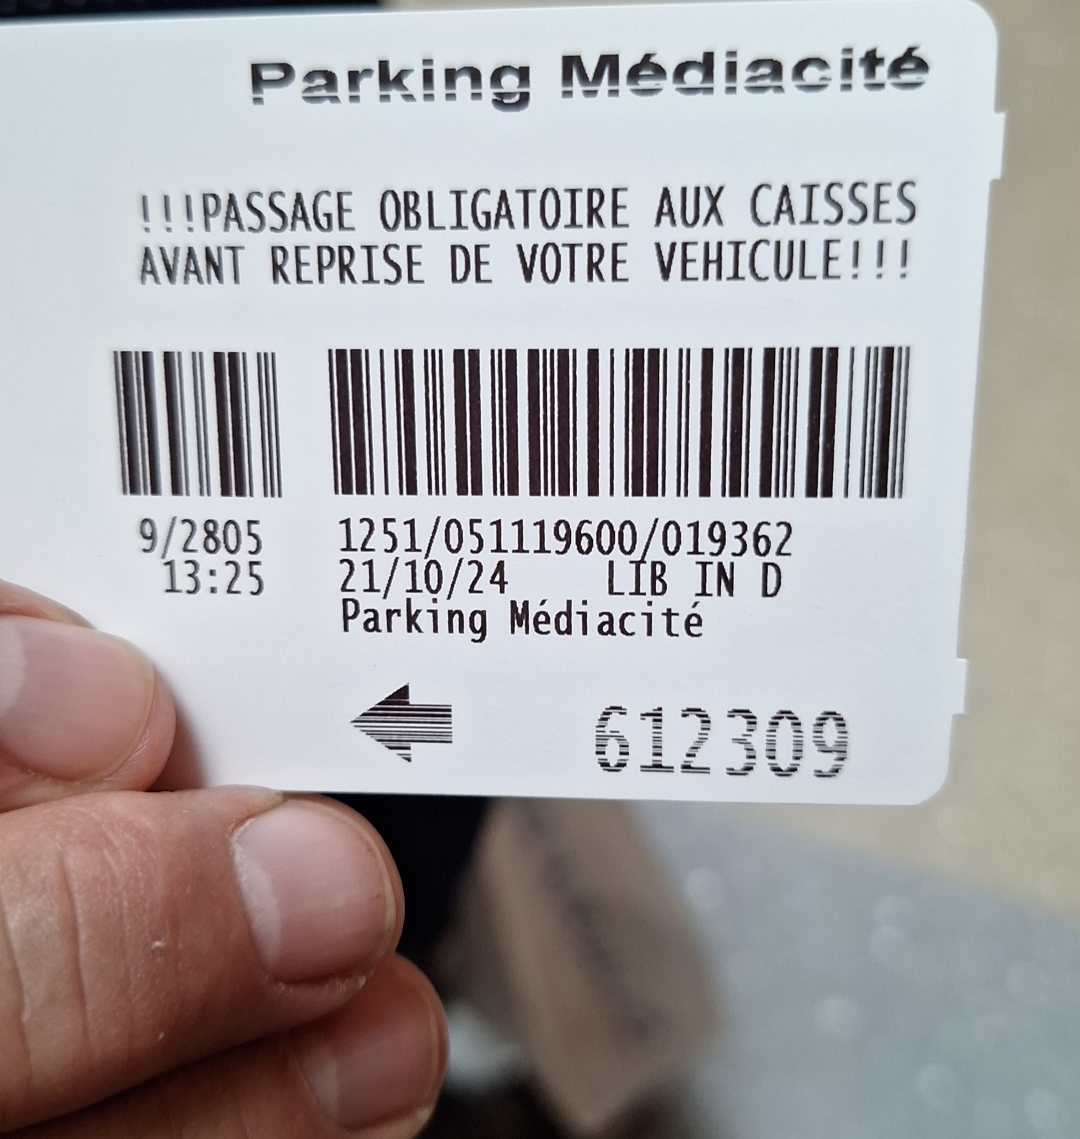 Parking Médiacité
!!!PASSAGE OBLIGATOIRE AUX CAISSES
AVANT REPRISE DE VOTRE VEHICULE!!!
9/2805 1251/051119600/019362
13:25 21/10/24 LIB IN D
Parking Médiacité
612309